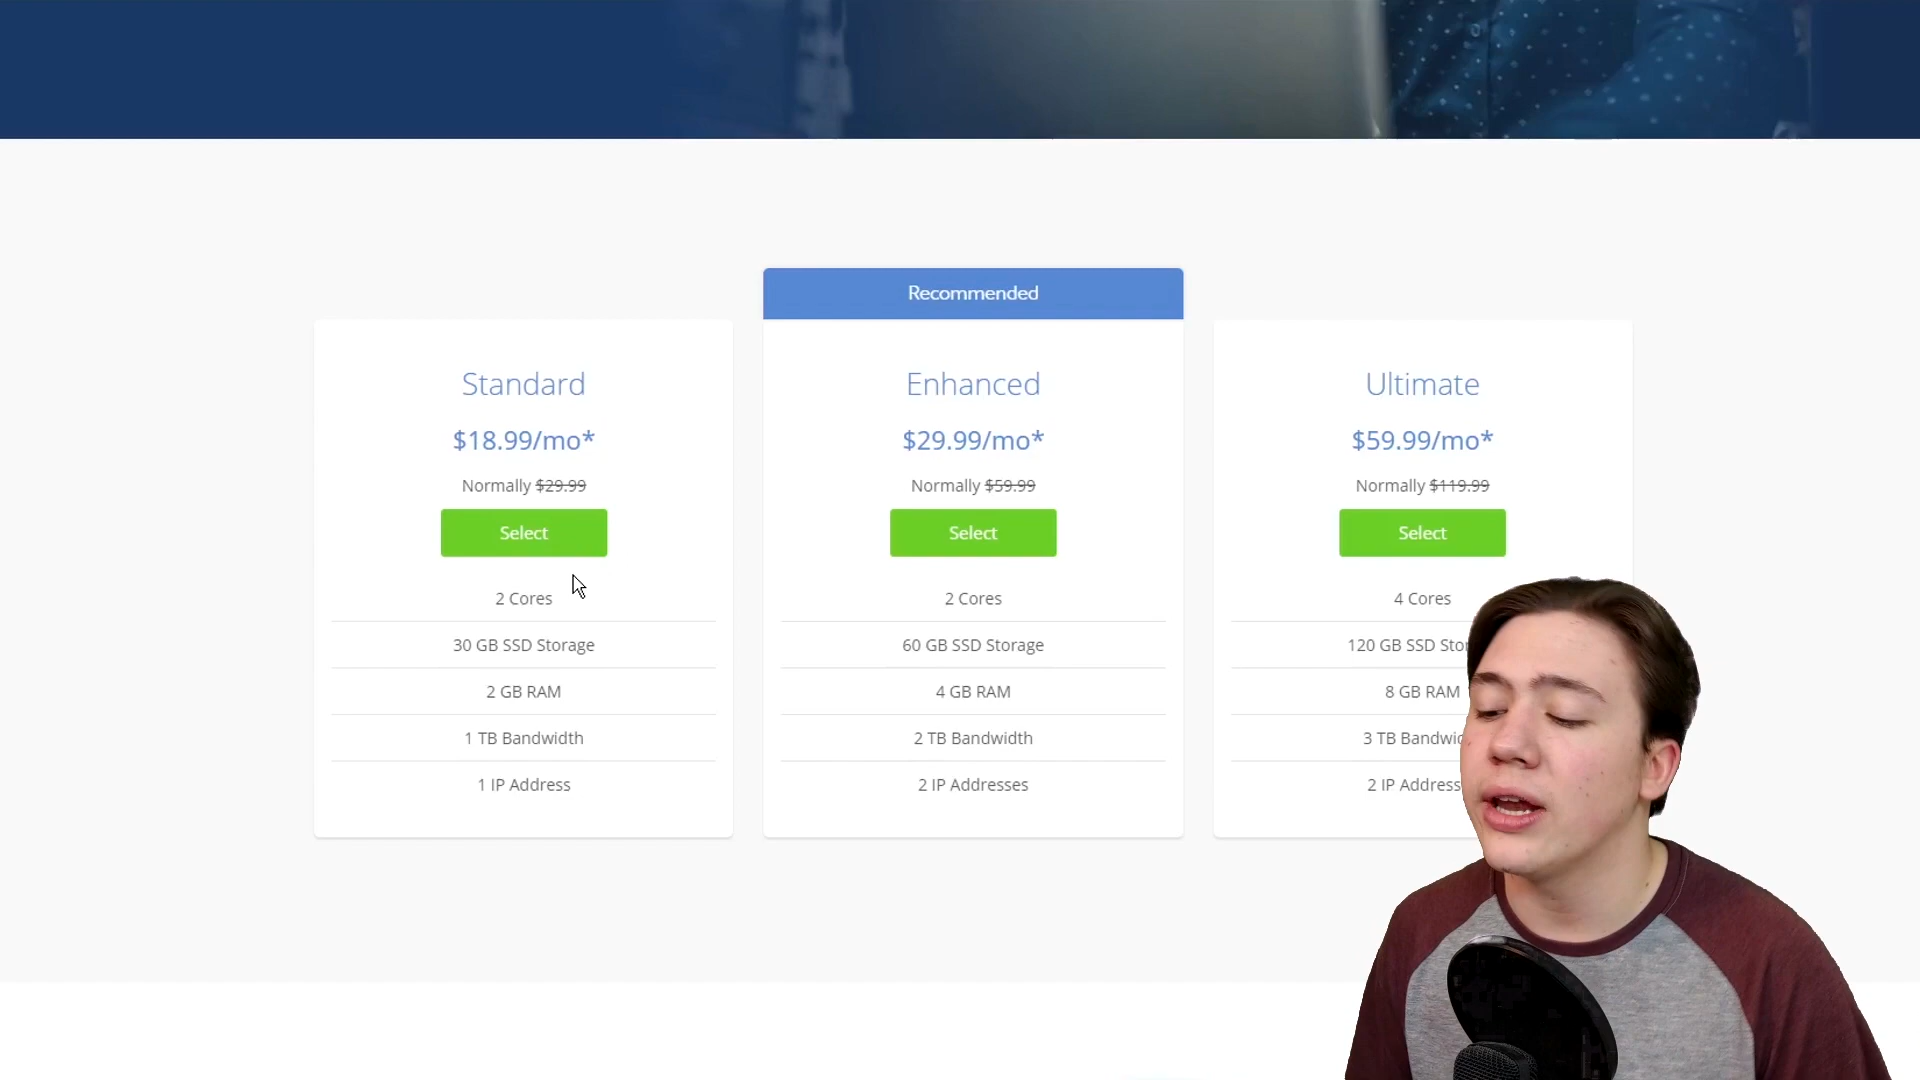 Recommended
Standard
$18.99/mo*
Normally $29.99
Select
2 Cores
30 GB SSD Storage
2 GB RAM
1 TB Bandwidth
1 IP Address
Enhanced
$29.99/mo*
Normally $59.99
Select
2 Cores
60 GB SSD Storage
4 GB RAM
2 TB Bandwidth
2 IP Addresses
Ultimate
$59.99/mo*
Normally $119.99
Select
4 Cores
120 GB SSD
8 GB RAM
3 TB
2 IP